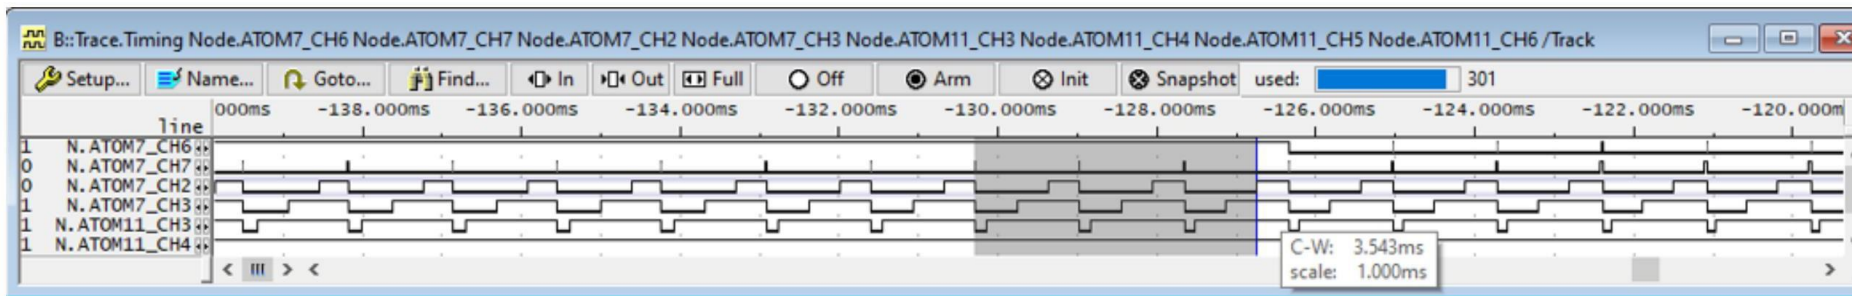 B::Trace.Timing Node.ATOM7_CH6 Node.ATOM7_CH7 Node.ATOM7_CH2 Node.ATOM7_CH3 Node.ATOM11_CH3 Node.ATOM11_CH4 Node.ATOM11_CH5 Node.ATOM11_CH6 /Track
Setup... Name... Goto... Find... In Out Full Off Arm Init Snapshot used: 301
000ms -138.000ms -136.000ms -134.000ms -132.000ms -130.000ms -128.000ms -126.000ms -124.000ms -122.000ms -120.000m
line
1 N.ATOM7_CH6
0 N.ATOM7_CH7
0 N.ATOM7_CH2
1 N.ATOM7_CH3
1 N.ATOM11_CH3
1 N.ATOM11_CH4
C-W: 3.543ms
scale: 1.000ms